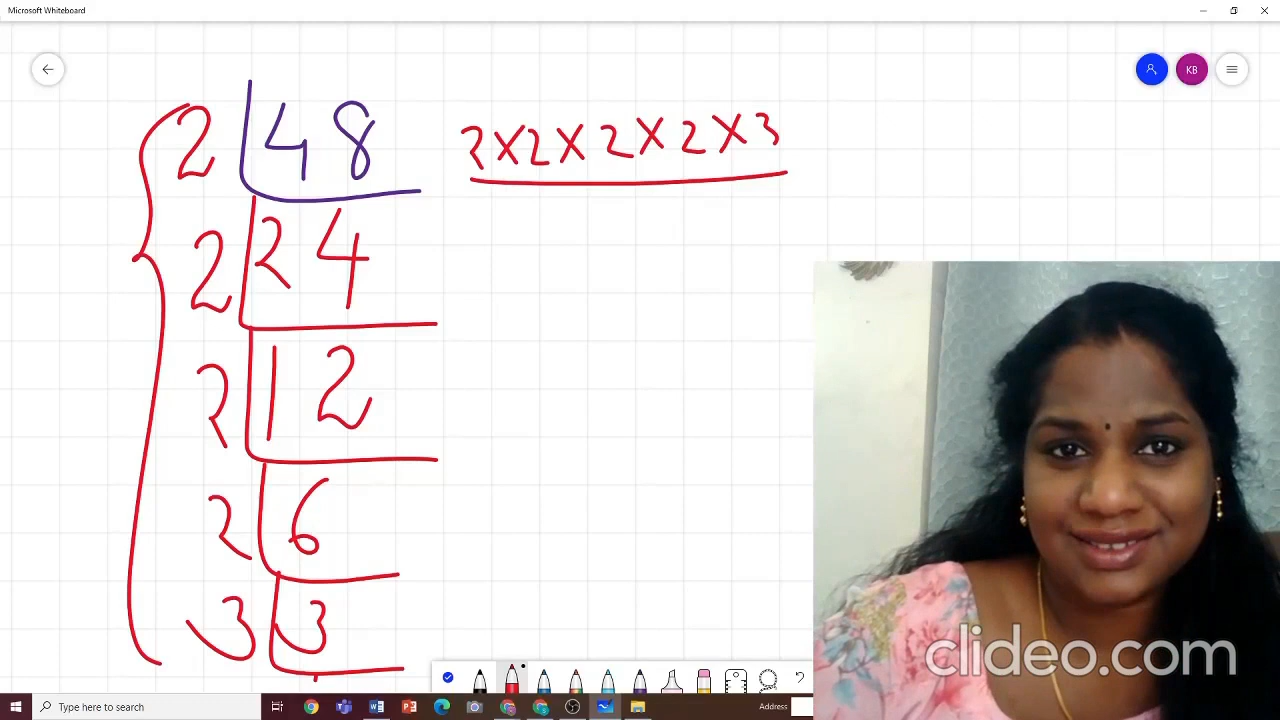 Microsoft Whiteboard
KB
2 48 2×2×2×2×3
2 24
2 12
2 6
3 3
clideo.com
Type here to search
Address